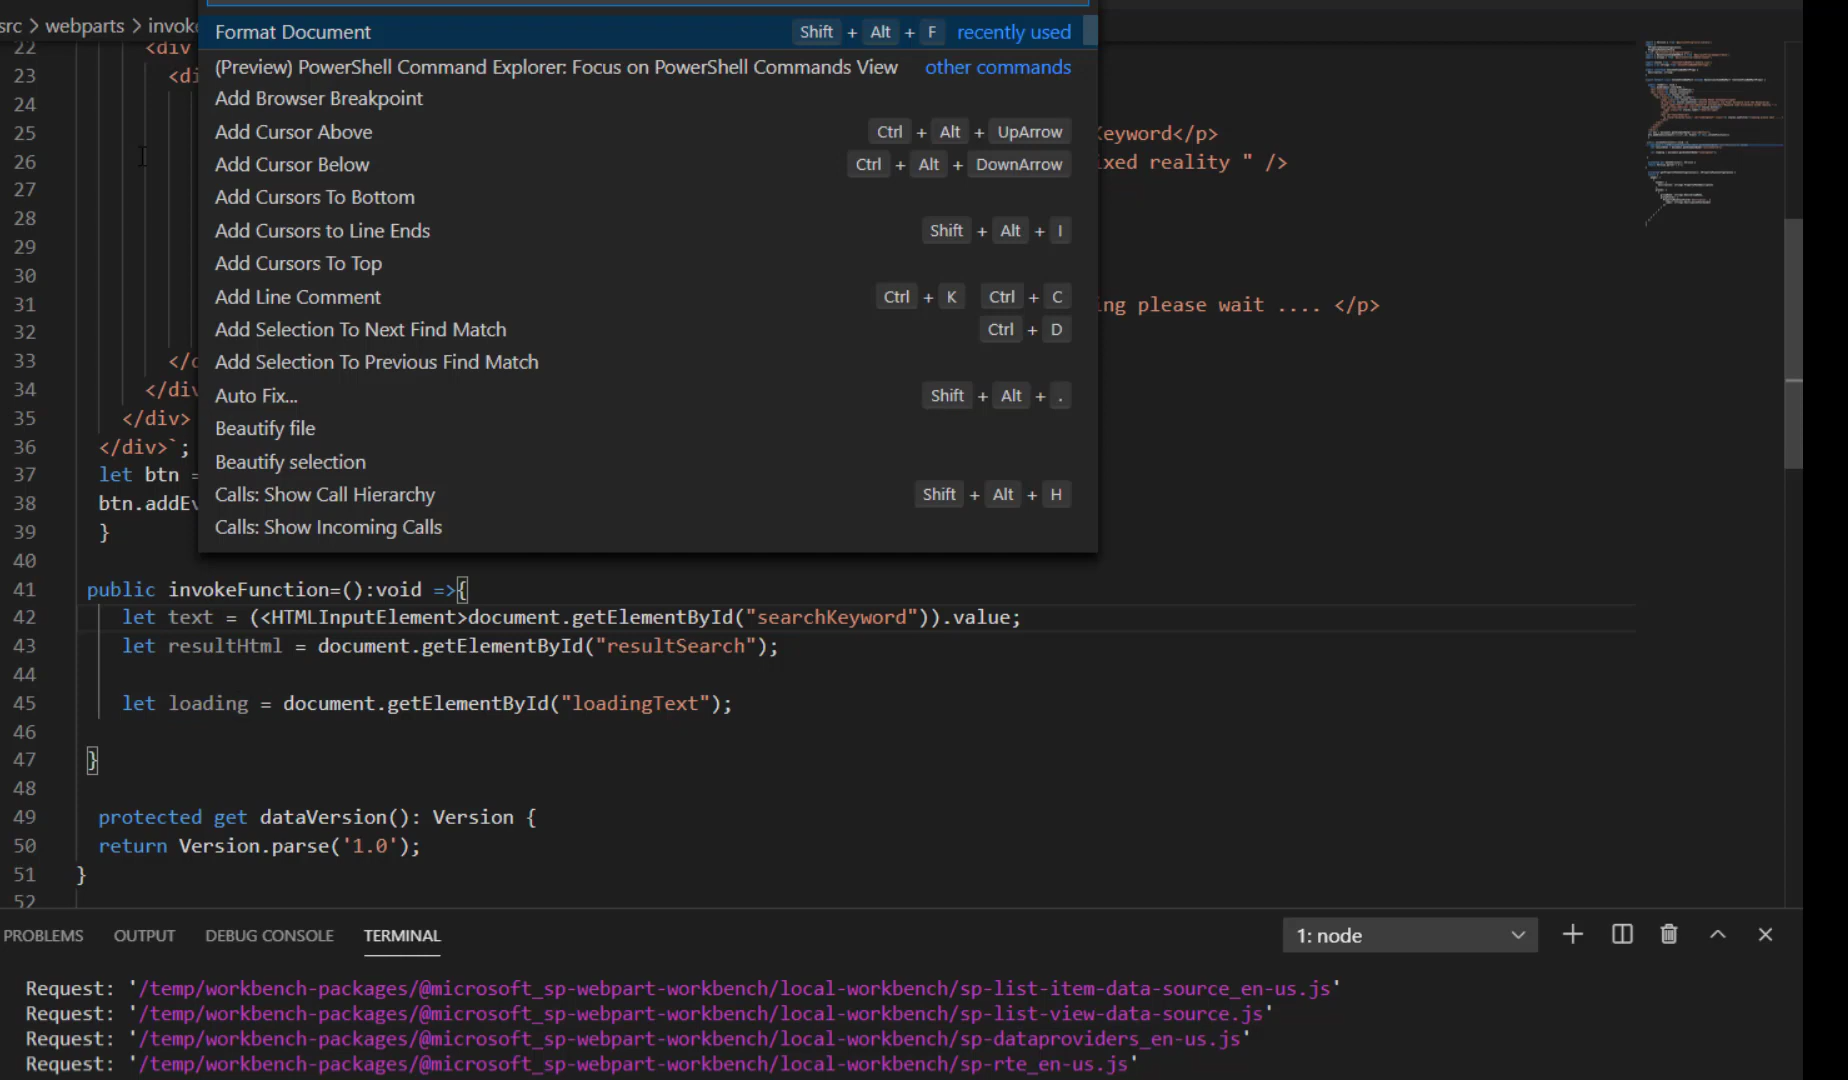 src > webparts > invok
Format Document Shift + Alt + F recently used
(Preview) PowerShell Command Explorer: Focus on PowerShell Commands View other commands
Add Browser Breakpoint
Add Cursor Above Ctrl + Alt + UpArrow
Add Cursor Below Ctrl + Alt + DownArrow
Add Cursors To Bottom
Add Cursors to Line Ends Shift + Alt + I
Add Cursors To Top
Add Line Comment Ctrl + K Ctrl + C
Add Selection To Next Find Match Ctrl + D
Add Selection To Previous Find Match
Auto Fix... Shift + Alt + .
Beautify file
Beautify selection
Calls: Show Call Hierarchy Shift + Alt + H
Calls: Show Incoming Calls
22 <div
23 <di
24
25 Keyword</p>
26 ixed reality " />
27
28
29
30
31 ing please wait .... </p>
32
33 </
34 </div
35 </div>
36 </div>`;
37 let btn =
38 btn.addEv
39 }
40
41 public invokeFunction=():void =>{
42 let text = (<HTMLInputElement>document.getElementById("searchKeyword")).value;
43 let resultHtml = document.getElementById("resultSearch");
44
45 let loading = document.getElementById("loadingText");
46
47 }
48
49 protected get dataVersion(): Version {
50 return Version.parse('1.0');
51 }
52
PROBLEMS OUTPUT DEBUG CONSOLE TERMINAL 1: node
Request: '/temp/workbench-packages/@microsoft_sp-webpart-workbench/local-workbench/sp-list-item-data-source_en-us.js'
Request: '/temp/workbench-packages/@microsoft_sp-webpart-workbench/local-workbench/sp-list-view-data-source.js'
Request: '/temp/workbench-packages/@microsoft_sp-webpart-workbench/local-workbench/sp-dataproviders_en-us.js'
Request: '/temp/workbench-packages/@microsoft_sp-webpart-workbench/local-workbench/sp-rte_en-us.js'